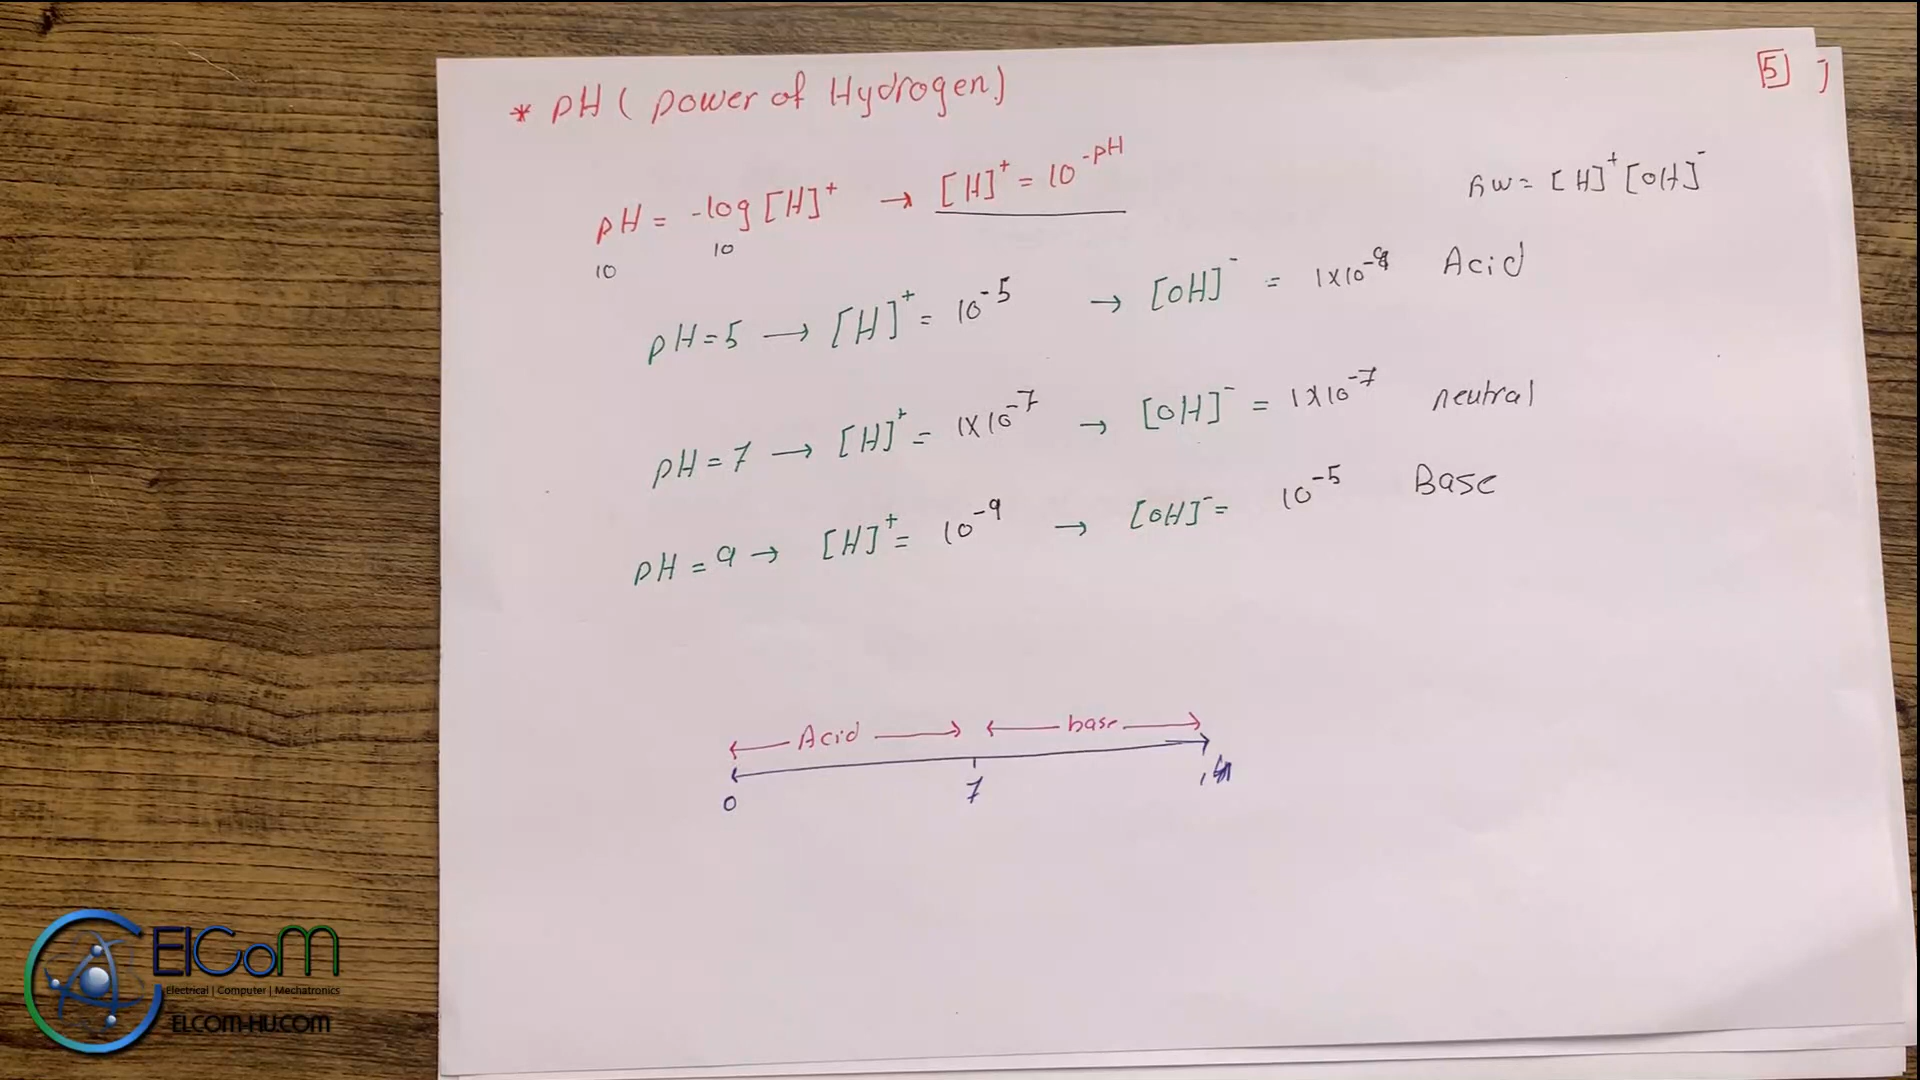 * pH ( power of Hydrogen)
5
pH = -log [H]⁺ → [H]⁺ = 10^-pH
10 10
= [H]⁺ [OH]⁻
pH = 5 → [H]⁺ = 10^-5 → [OH]⁻ = 1x10^-9 Acid
pH = 7 → [H]⁺ = 1x10^-7 → [OH]⁻ = 1x10^-7 neutral
pH = 9 → [H]⁺ = 10^-9 → [OH]⁻ = 10^-5 Base
Acid base
0 7
ElCoM
Electrical | Computer | Mechatronics
ELCOM-HU.COM